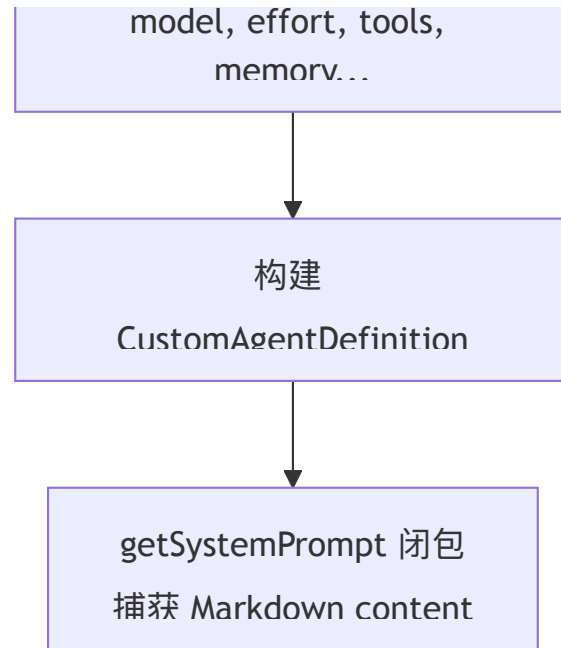 model, effort, tools,
memory...
构建
CustomAgentDefinition
getSystemPrompt 闭包
捕获 Markdown content